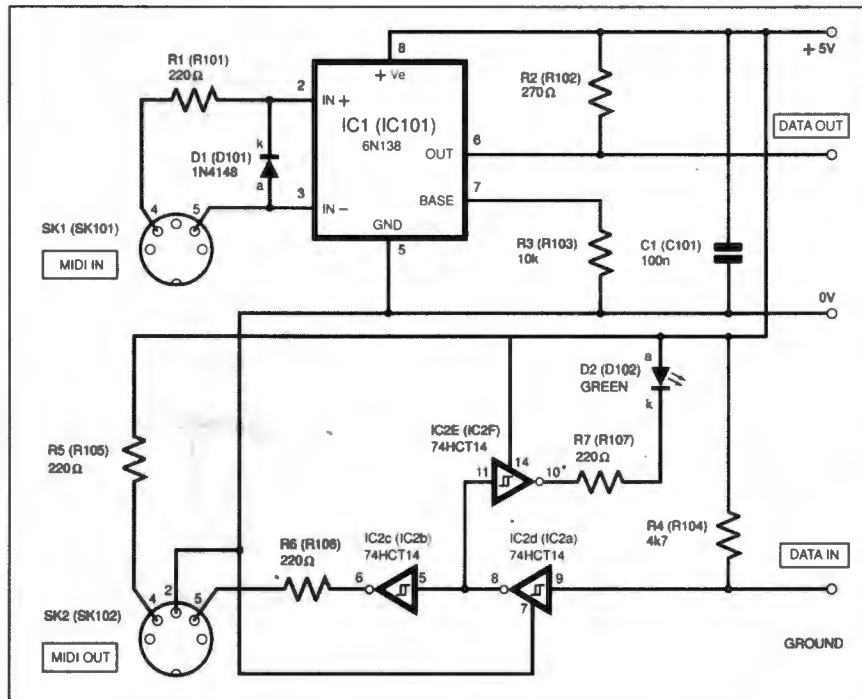 R1 (R101)
220Ω
8
+ Ve
2
IN +
IC1 (IC101)
6N138
R2 (R102)
270Ω
+ 5V
DATA OUT
k
D1 (D101)
1N4148
a
OUT
6
BASE
7
3
IN −
GND
5
4
5
SK1 (SK101)
MIDI IN
R3 (R103)
10k
C1 (C101)
100n
0V
a
D2 (D102)
GREEN
k
IC2E (IC2F)
74HCT14
R7 (R107)
220Ω
14
11
10*
R5 (R105)
220Ω
R4 (R104)
4k7
DATA IN
IC2c (IC2b)
74HCT14
IC2d (IC2a)
74HCT14
R6 (R106)
220Ω
6
5
8
9
7
4
2
5
SK2 (SK102)
MIDI OUT
GROUND